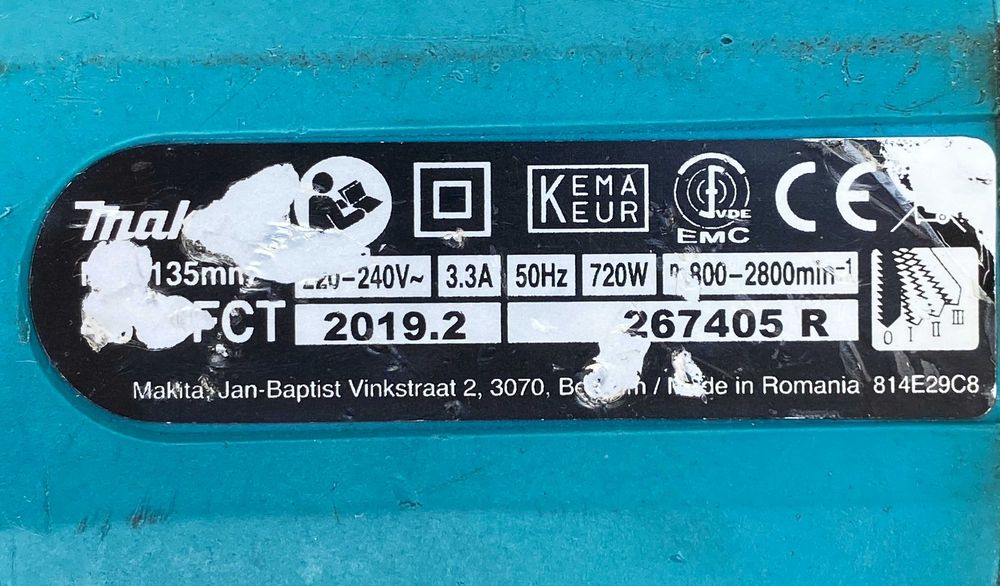 KEMA
KEUR
VDE
EMC
CE
135mm 220-240V~ 3.3A 50Hz 720W 800-2800min-1
FCT 2019.2 267405 R
0 I II III
Makita, Jan-Baptist Vinkstraat 2, 3070, / Made in Romania 814E29C8